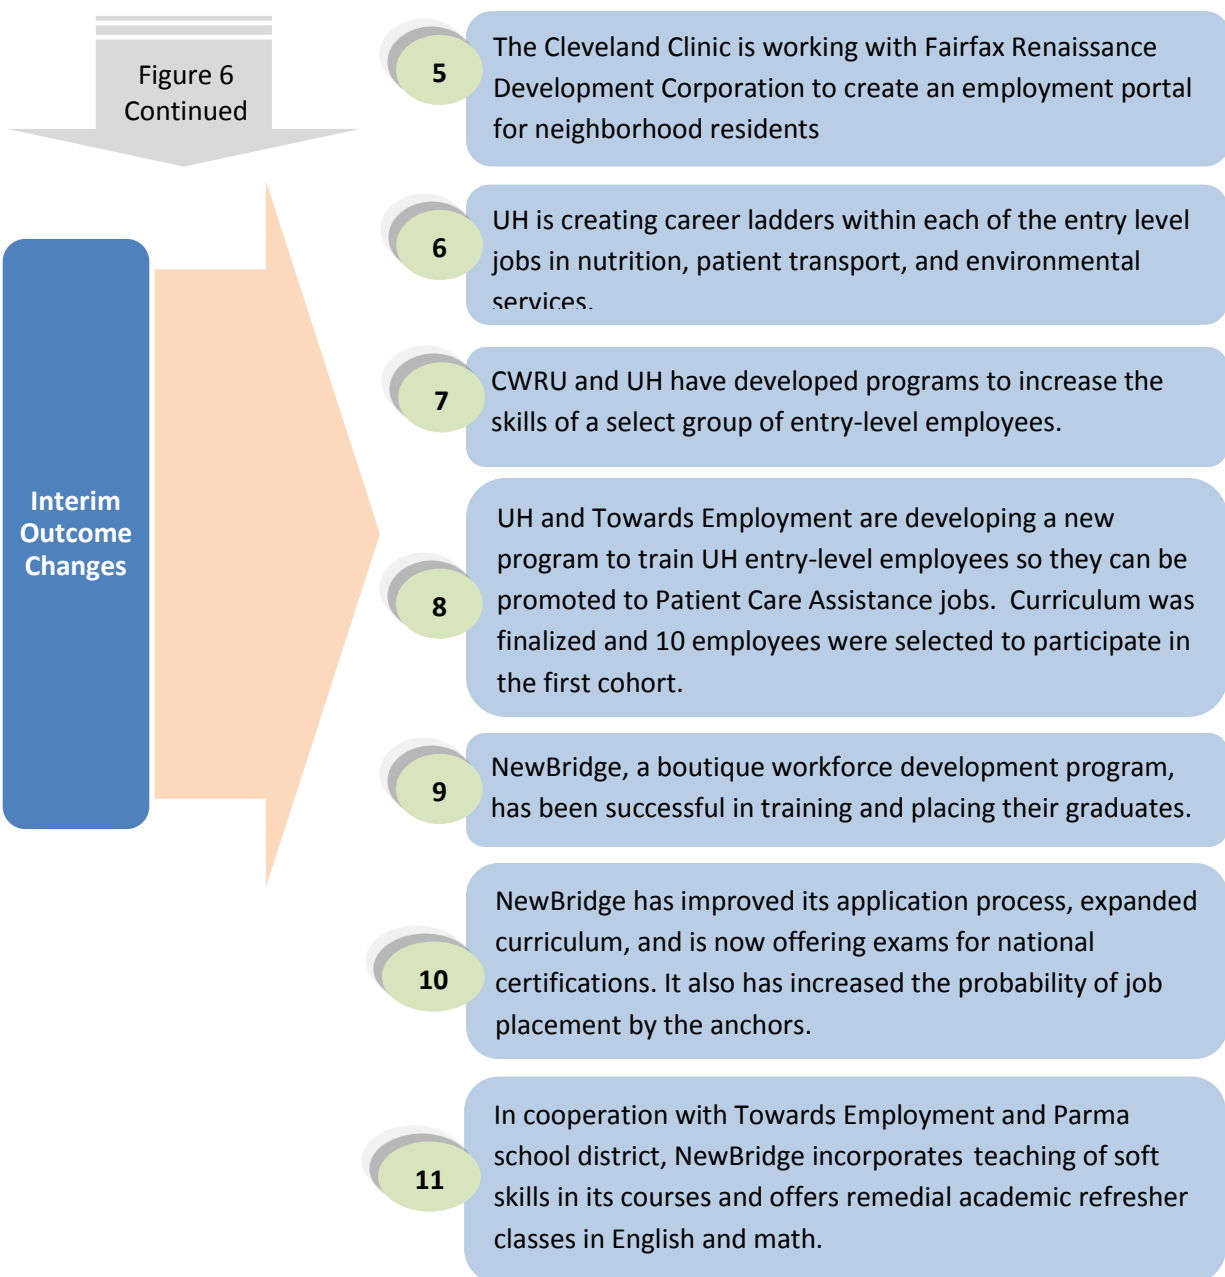 Figure 6
Continued
5
The Cleveland Clinic is working with Fairfax Renaissance
Development Corporation to create an employment portal
for neighborhood residents
6
UH is creating career ladders within each of the entry level
jobs in nutrition, patient transport, and environmental
services.
7
CWRU and UH have developed programs to increase the
skills of a select group of entry-level employees.
Interim
Outcome
Changes
8
UH and Towards Employment are developing a new
program to train UH entry-level employees so they can be
promoted to Patient Care Assistance jobs.  Curriculum was
finalized and 10 employees were selected to participate in
the first cohort.
9
NewBridge, a boutique workforce development program,
has been successful in training and placing their graduates.
10
NewBridge has improved its application process, expanded
curriculum, and is now offering exams for national
certifications. It also has increased the probability of job
placement by the anchors.
11
In cooperation with Towards Employment and Parma
school district, NewBridge incorporates teaching of soft
skills in its courses and offers remedial academic refresher
classes in English and math.